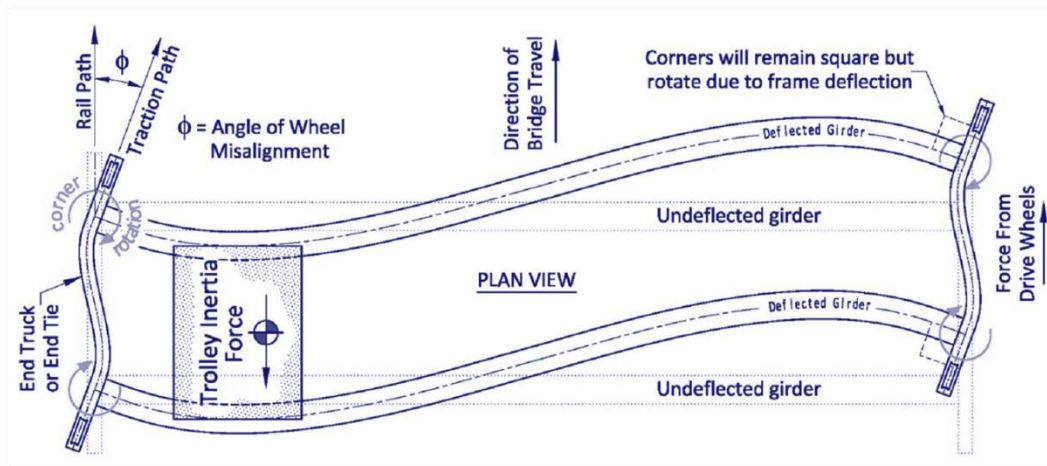 Rail Path
ϕ
Traction Path
ϕ = Angle of Wheel
Misalignment
Direction of
Bridge Travel
Corners will remain square but
rotate due to frame deflection
Deflected Girder
corner
rotation
Undeflected girder
End Truck
or End Tie
Trolley Inertia
Force
PLAN VIEW
Force From
Drive Wheels
Deflected Girder
Undeflected girder